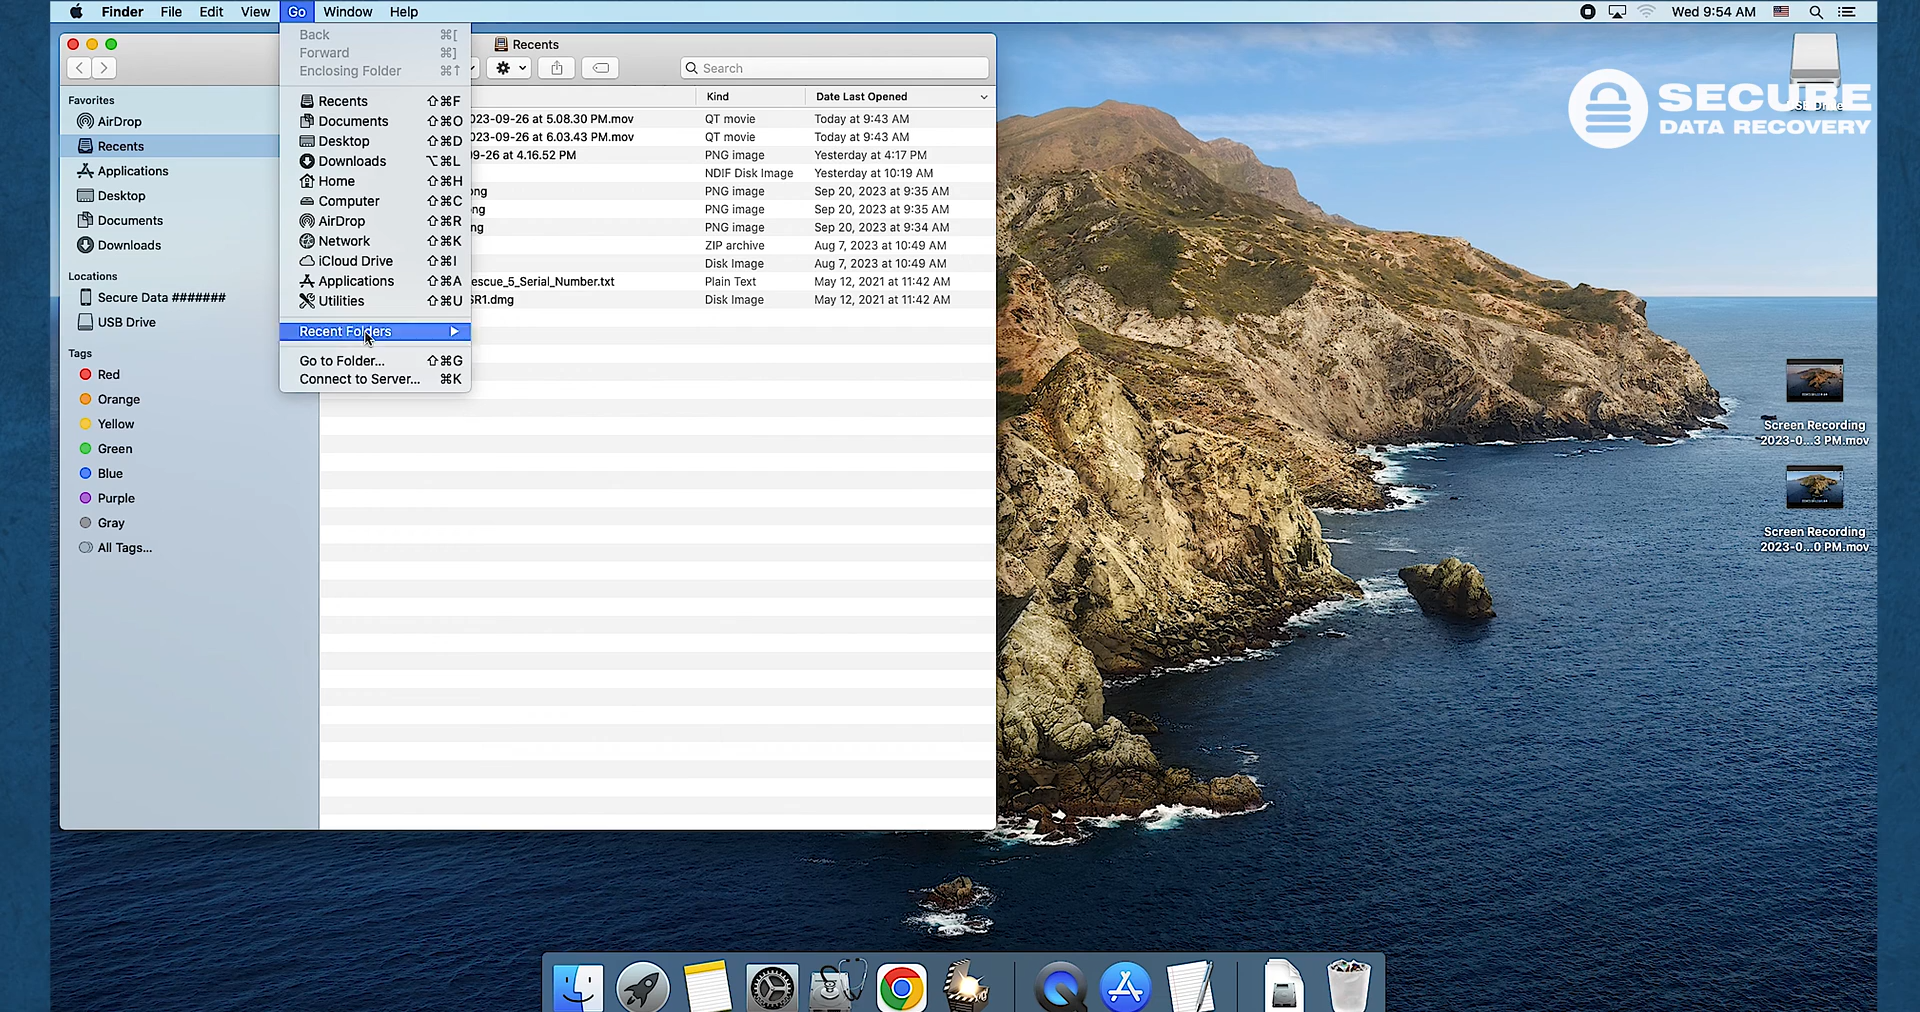 Finder File Edit View Go Window Help
Wed 9:54 AM
Back ⌘[
Forward ⌘]
Enclosing Folder ⌘↑
Recents ⇧⌘F
Documents ⇧⌘O
Desktop ⇧⌘D
Downloads ⌥⌘L
Home ⇧⌘H
Computer ⇧⌘C
AirDrop ⇧⌘R
Network ⇧⌘K
iCloud Drive ⇧⌘I
Applications ⇧⌘A
Utilities ⇧⌘U
Recent Folders
Go to Folder... ⇧⌘G
Connect to Server... ⌘K
Recents
Search
Favorites
AirDrop
Recents
Applications
Desktop
Documents
Downloads
Locations
Secure Data #######
USB Drive
Tags
Red
Orange
Yellow
Green
Blue
Purple
Gray
All Tags...
Kind Date Last Opened
023-09-26 at 5.08.30 PM.mov QT movie Today at 9:43 AM
023-09-26 at 6.03.43 PM.mov QT movie Today at 9:43 AM
09-26 at 4.16.52 PM PNG image Yesterday at 4:17 PM
NDIF Disk Image Yesterday at 10:19 AM
png PNG image Sep 20, 2023 at 9:35 AM
ng PNG image Sep 20, 2023 at 9:35 AM
ng PNG image Sep 20, 2023 at 9:34 AM
ZIP archive Aug 7, 2023 at 10:49 AM
Disk Image Aug 7, 2023 at 10:49 AM
escue_5_Serial_Number.txt Plain Text May 12, 2021 at 11:42 AM
SR1.dmg Disk Image May 12, 2021 at 11:42 AM
SECURE
DATA RECOVERY
Screen Recording
2023-0...3 PM.mov
Screen Recording
2023-0...0 PM.mov